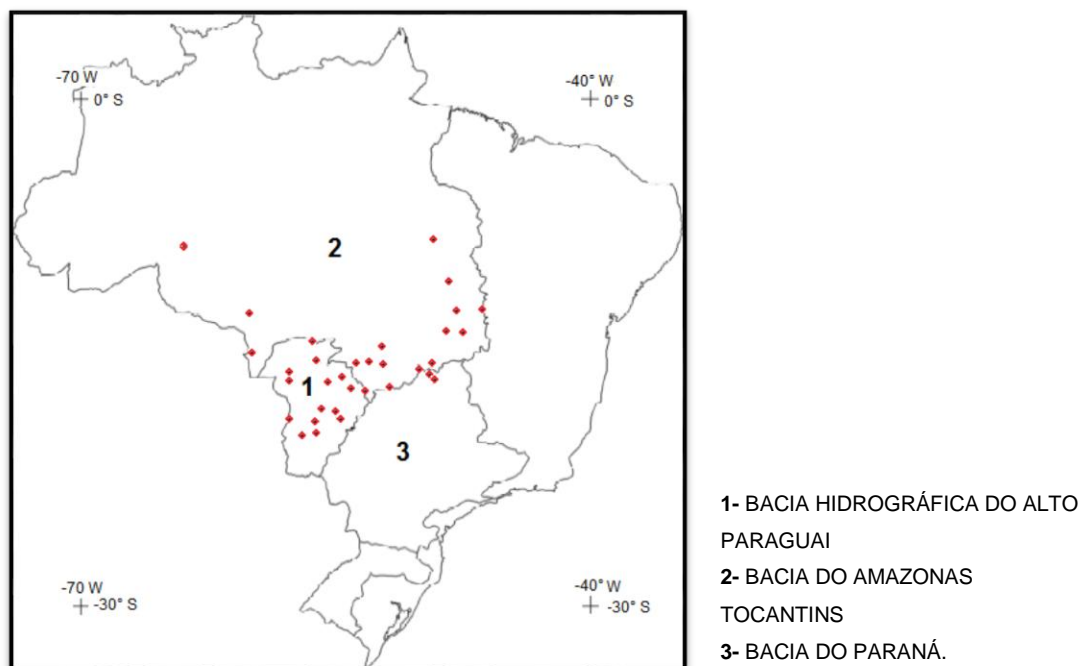 -70 W
0° S
-40° W
0° S
2
1
3
-70 W
-30° S
-40° W
-30° S
1- BACIA HIDROGRÁFICA DO ALTO
PARAGUAI
2- BACIA DO AMAZONAS
TOCANTINS
3- BACIA DO PARANÁ.